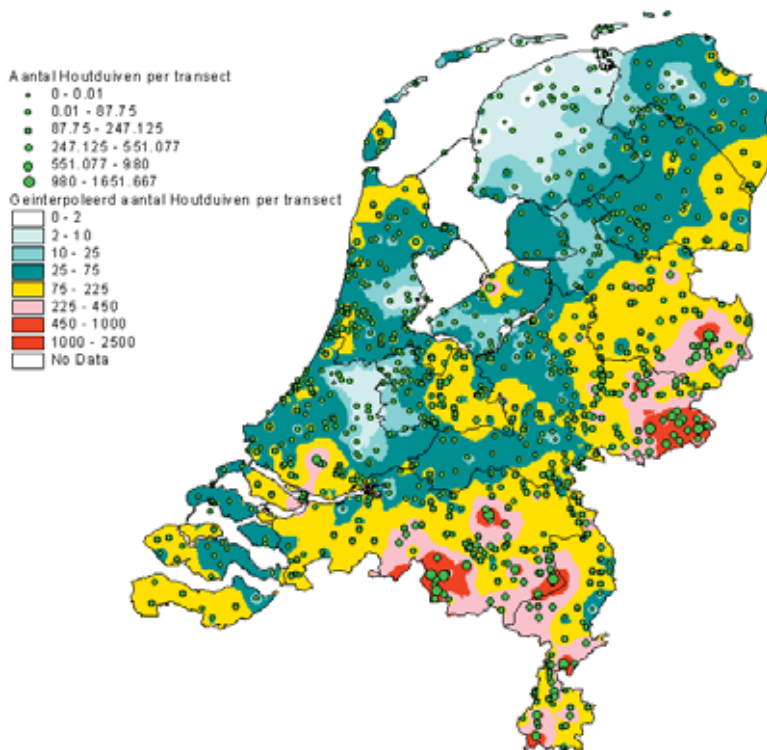 Aantal Houtduiven per transect
0 - 0.01
0.01 - 87.75
87.75 - 247.125
247.125 - 551.077
551.077 - 980
980 - 1651.667
Geinterpoleerd aantal Houtduiven per transect
0 - 2
2 - 10
10 - 25
25 - 75
75 - 225
225 - 450
450 - 1000
1000 - 2500
No Data